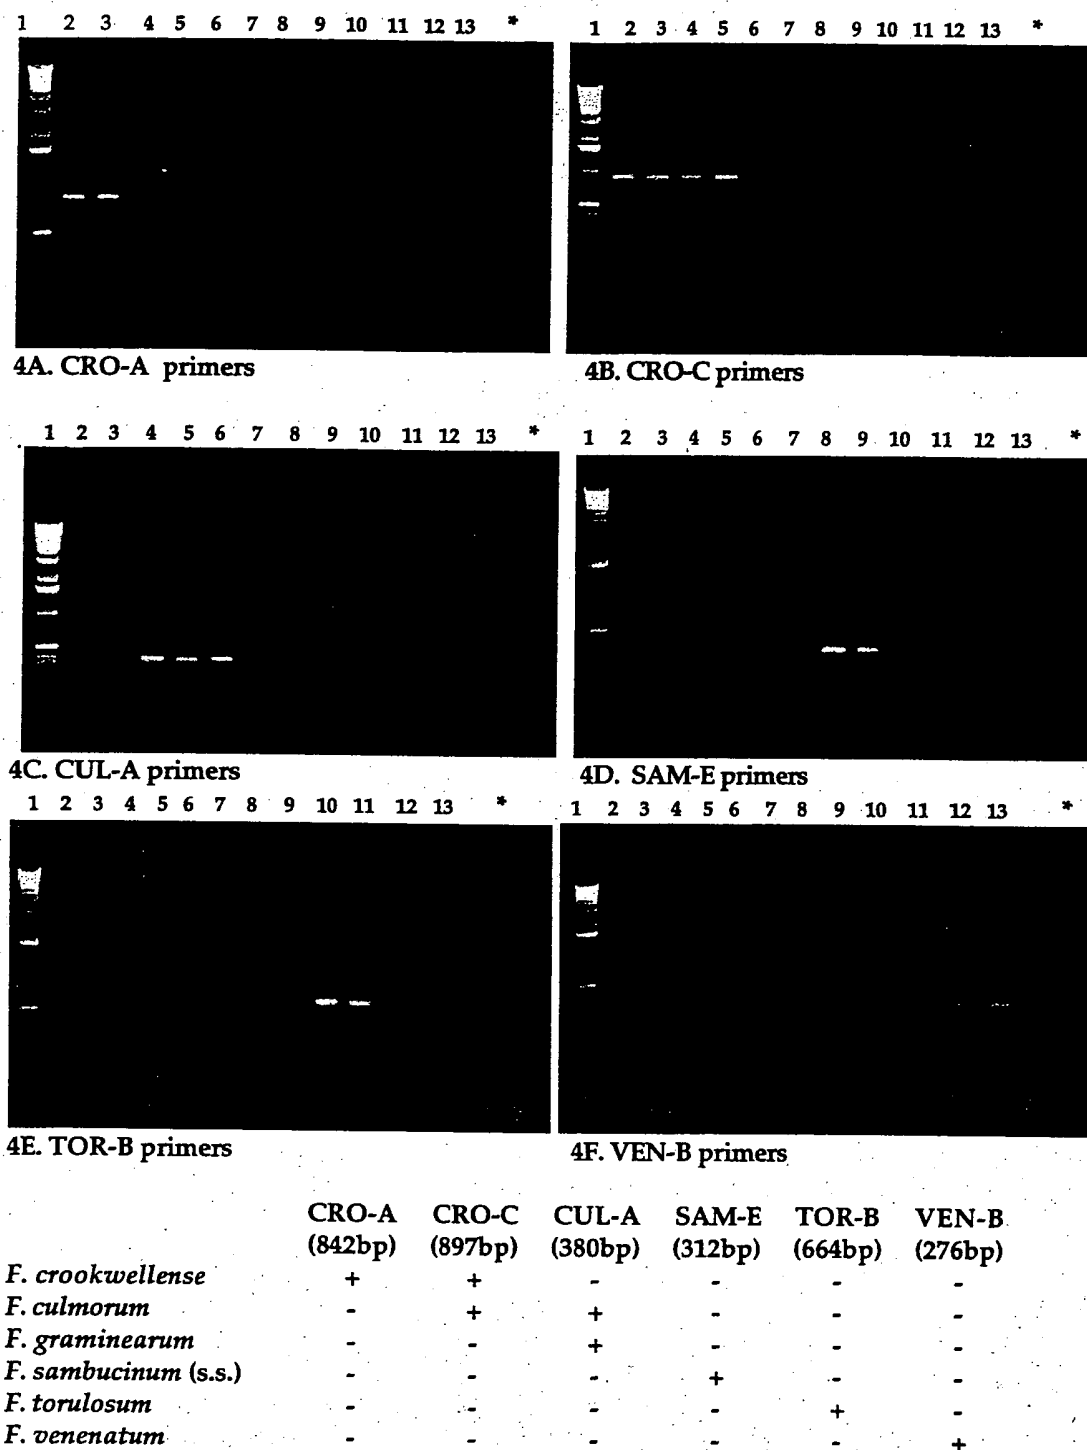 1 2 3 4 5 6 7 8 9 10 11 12 13 *
1 2 3 4 5 6 7 8 9 10 11 12 13 *
4A. CRO-A primers
4B. CRO-C primers
1 2 3 4 5 6 7 8 9 10 11 12 13 *
1 2 3 4 5 6 7 8 9 10 11 12 13 *
4C. CUL-A primers
4D. SAM-E primers
1 2 3 4 5 6 7 8 9 10 11 12 13 *
1 2 3 4 5 6 7 8 9 10 11 12 13 *
4E. TOR-B primers
4F. VEN-B primers
CRO-A CRO-C CUL-A SAM-E TOR-B VEN-B
(842bp) (897bp) (380bp) (312bp) (664bp) (276bp)
F. crookwellense + + - - - -
F. culmorum - + + - - -
F. graminearum - - + - - -
F. sambucinum (s.s.) - - - + - -
F. torulosum - - - - + -
F. venenatum - - - - - +